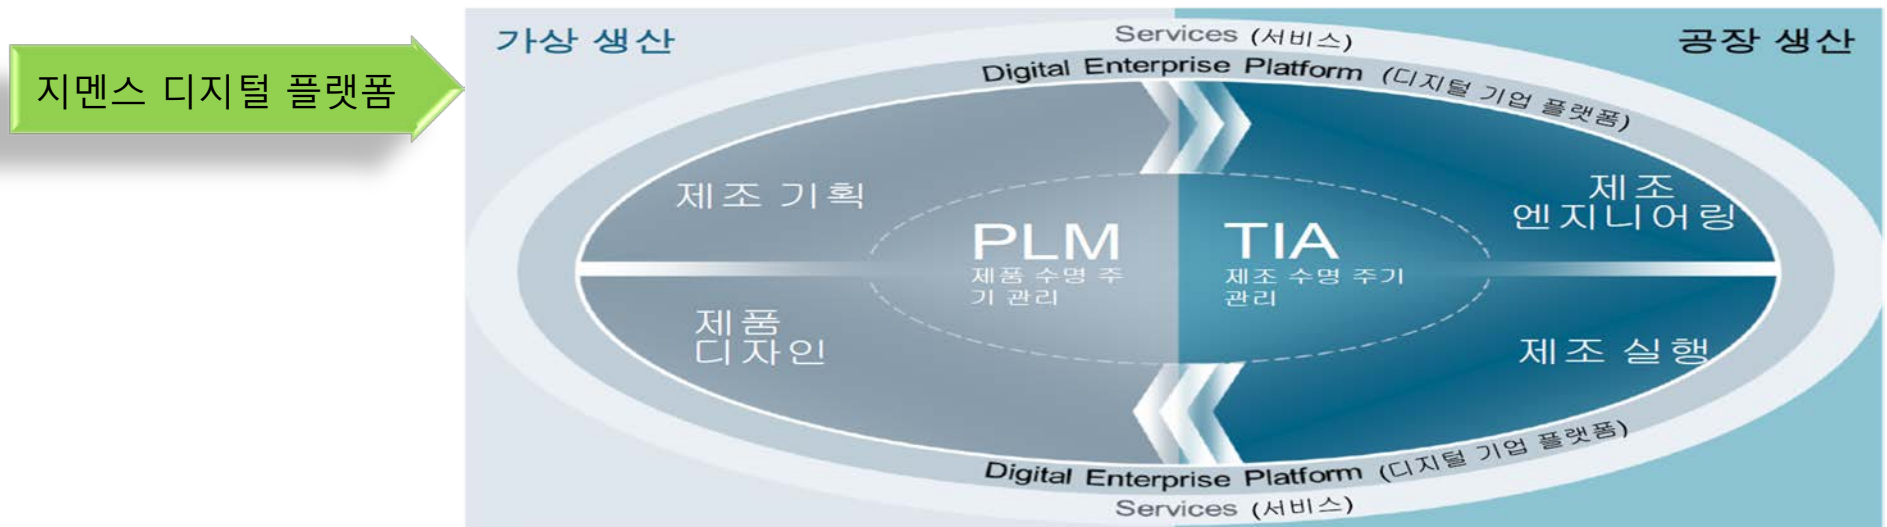 지멘스 디지털 플랫폼
가상 생산
공장 생산
Services (서비스)
Digital Enterprise Platform (디지털 기업 플랫폼)
제조 기획
제조
엔지니어링
PLM
제품 수명 주
기 관리
TIA
제조 수명 주기
관리
제품
디자인
제조 실행
Digital Enterprise Platform (디지털 기업 플랫폼)
Services (서비스)